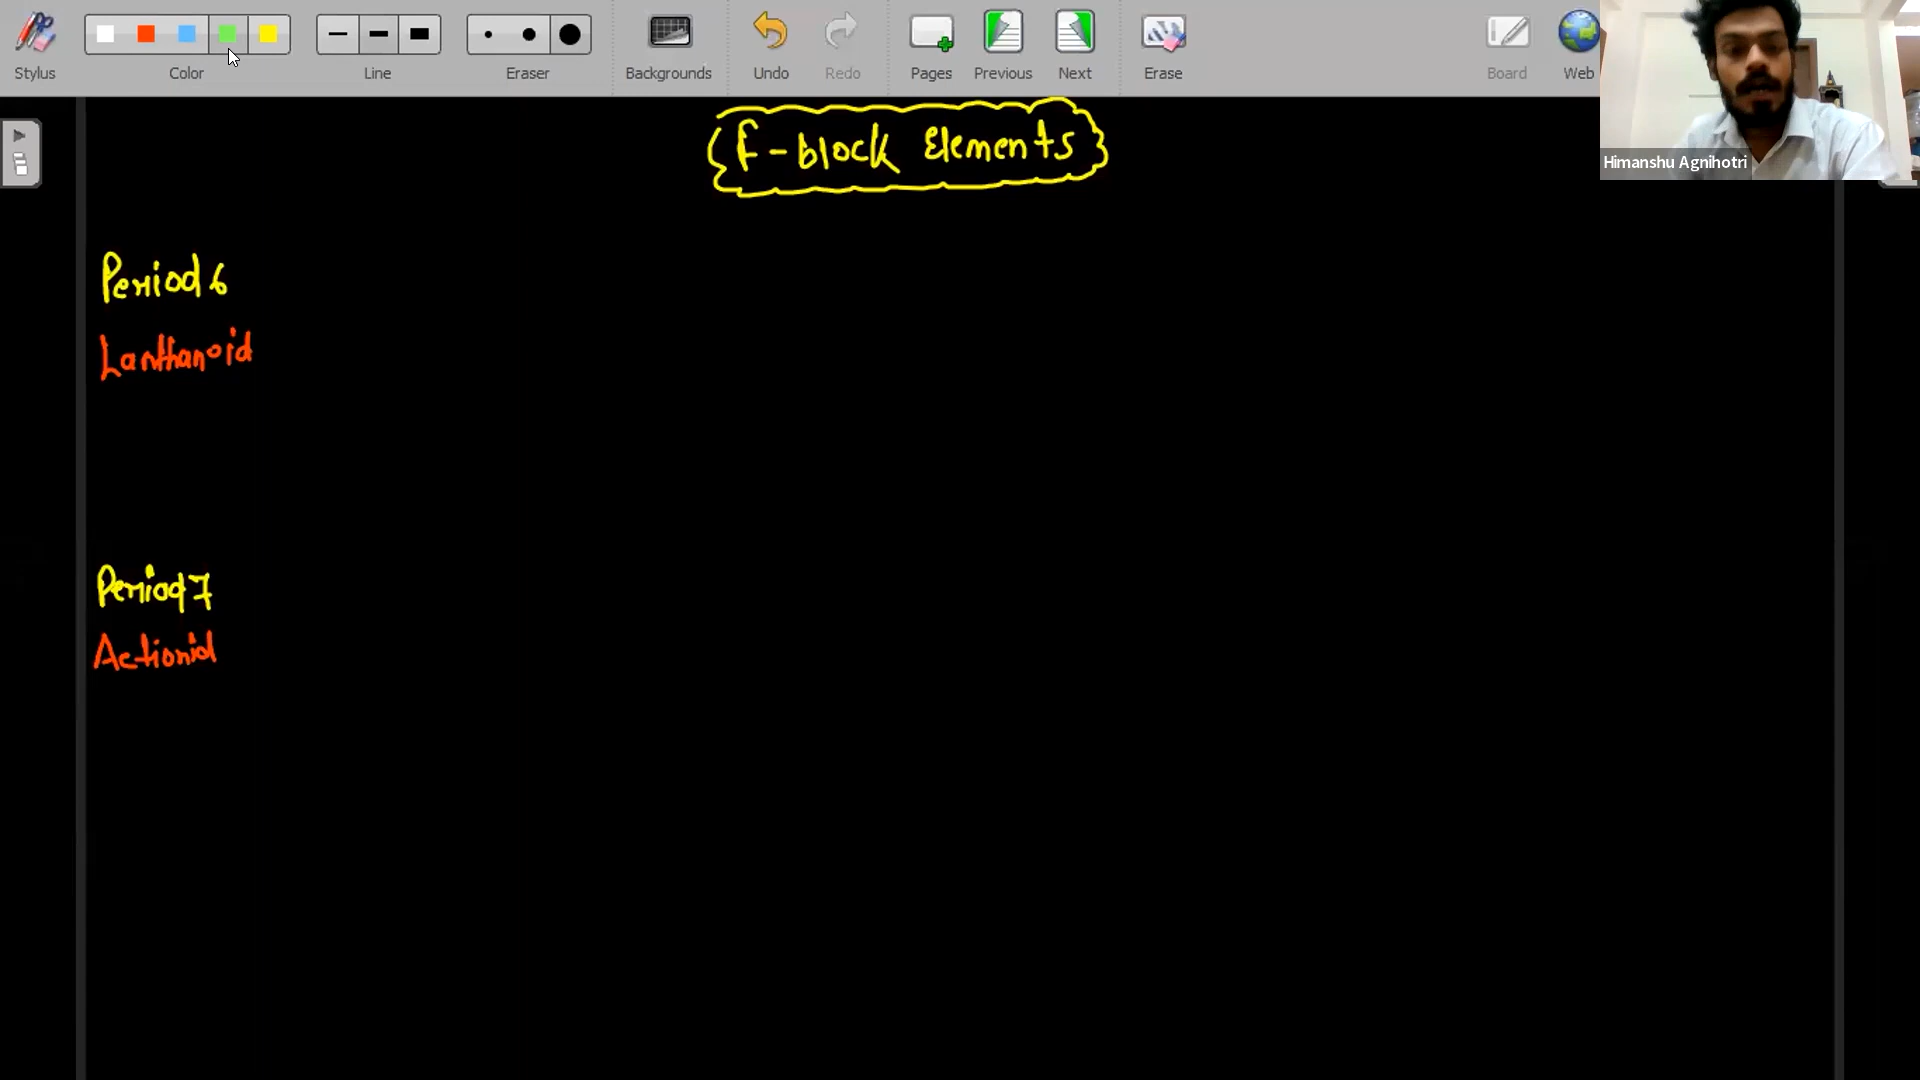 Stylus
Color
Line
Eraser
Backgrounds
Undo
Redo
Pages
Previous
Next
Erase
Board
Web
Himanshu Agnihotri
F-block Elements
Period 6
Lanthanoid
Period 7
Actionid